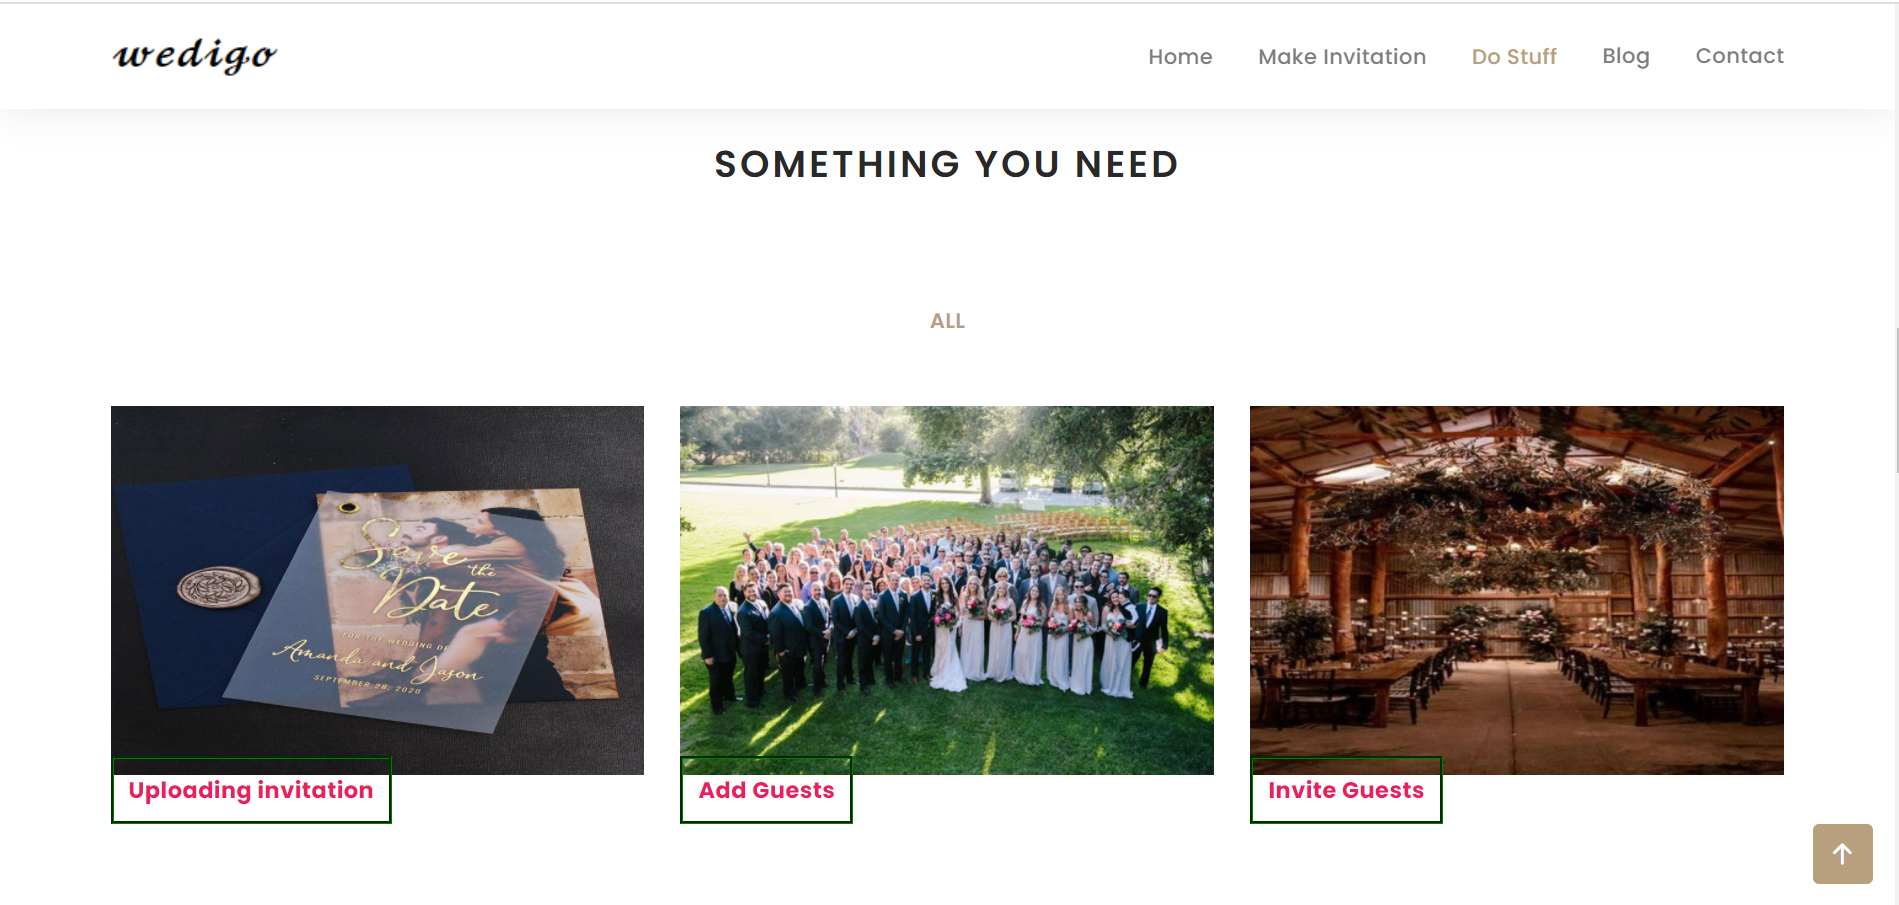 wedigo
Home Make Invitation Do Stuff Blog Contact
SOMETHING YOU NEED
ALL
Save
the
Date
FOR THE WEDDING OF
Amanda and Jason
SEPTEMBER 28, 2020
Uploading invitation
Add Guests
Invite Guests